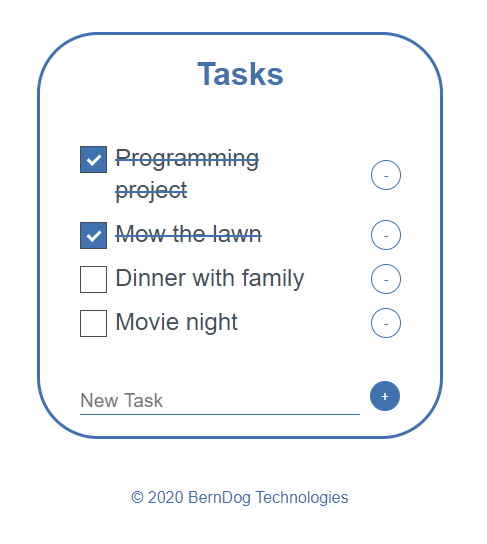 Tasks
Programming
project
-
Mow the lawn
-
Dinner with family
-
Movie night
-
New Task
+
© 2020 BernDog Technologies